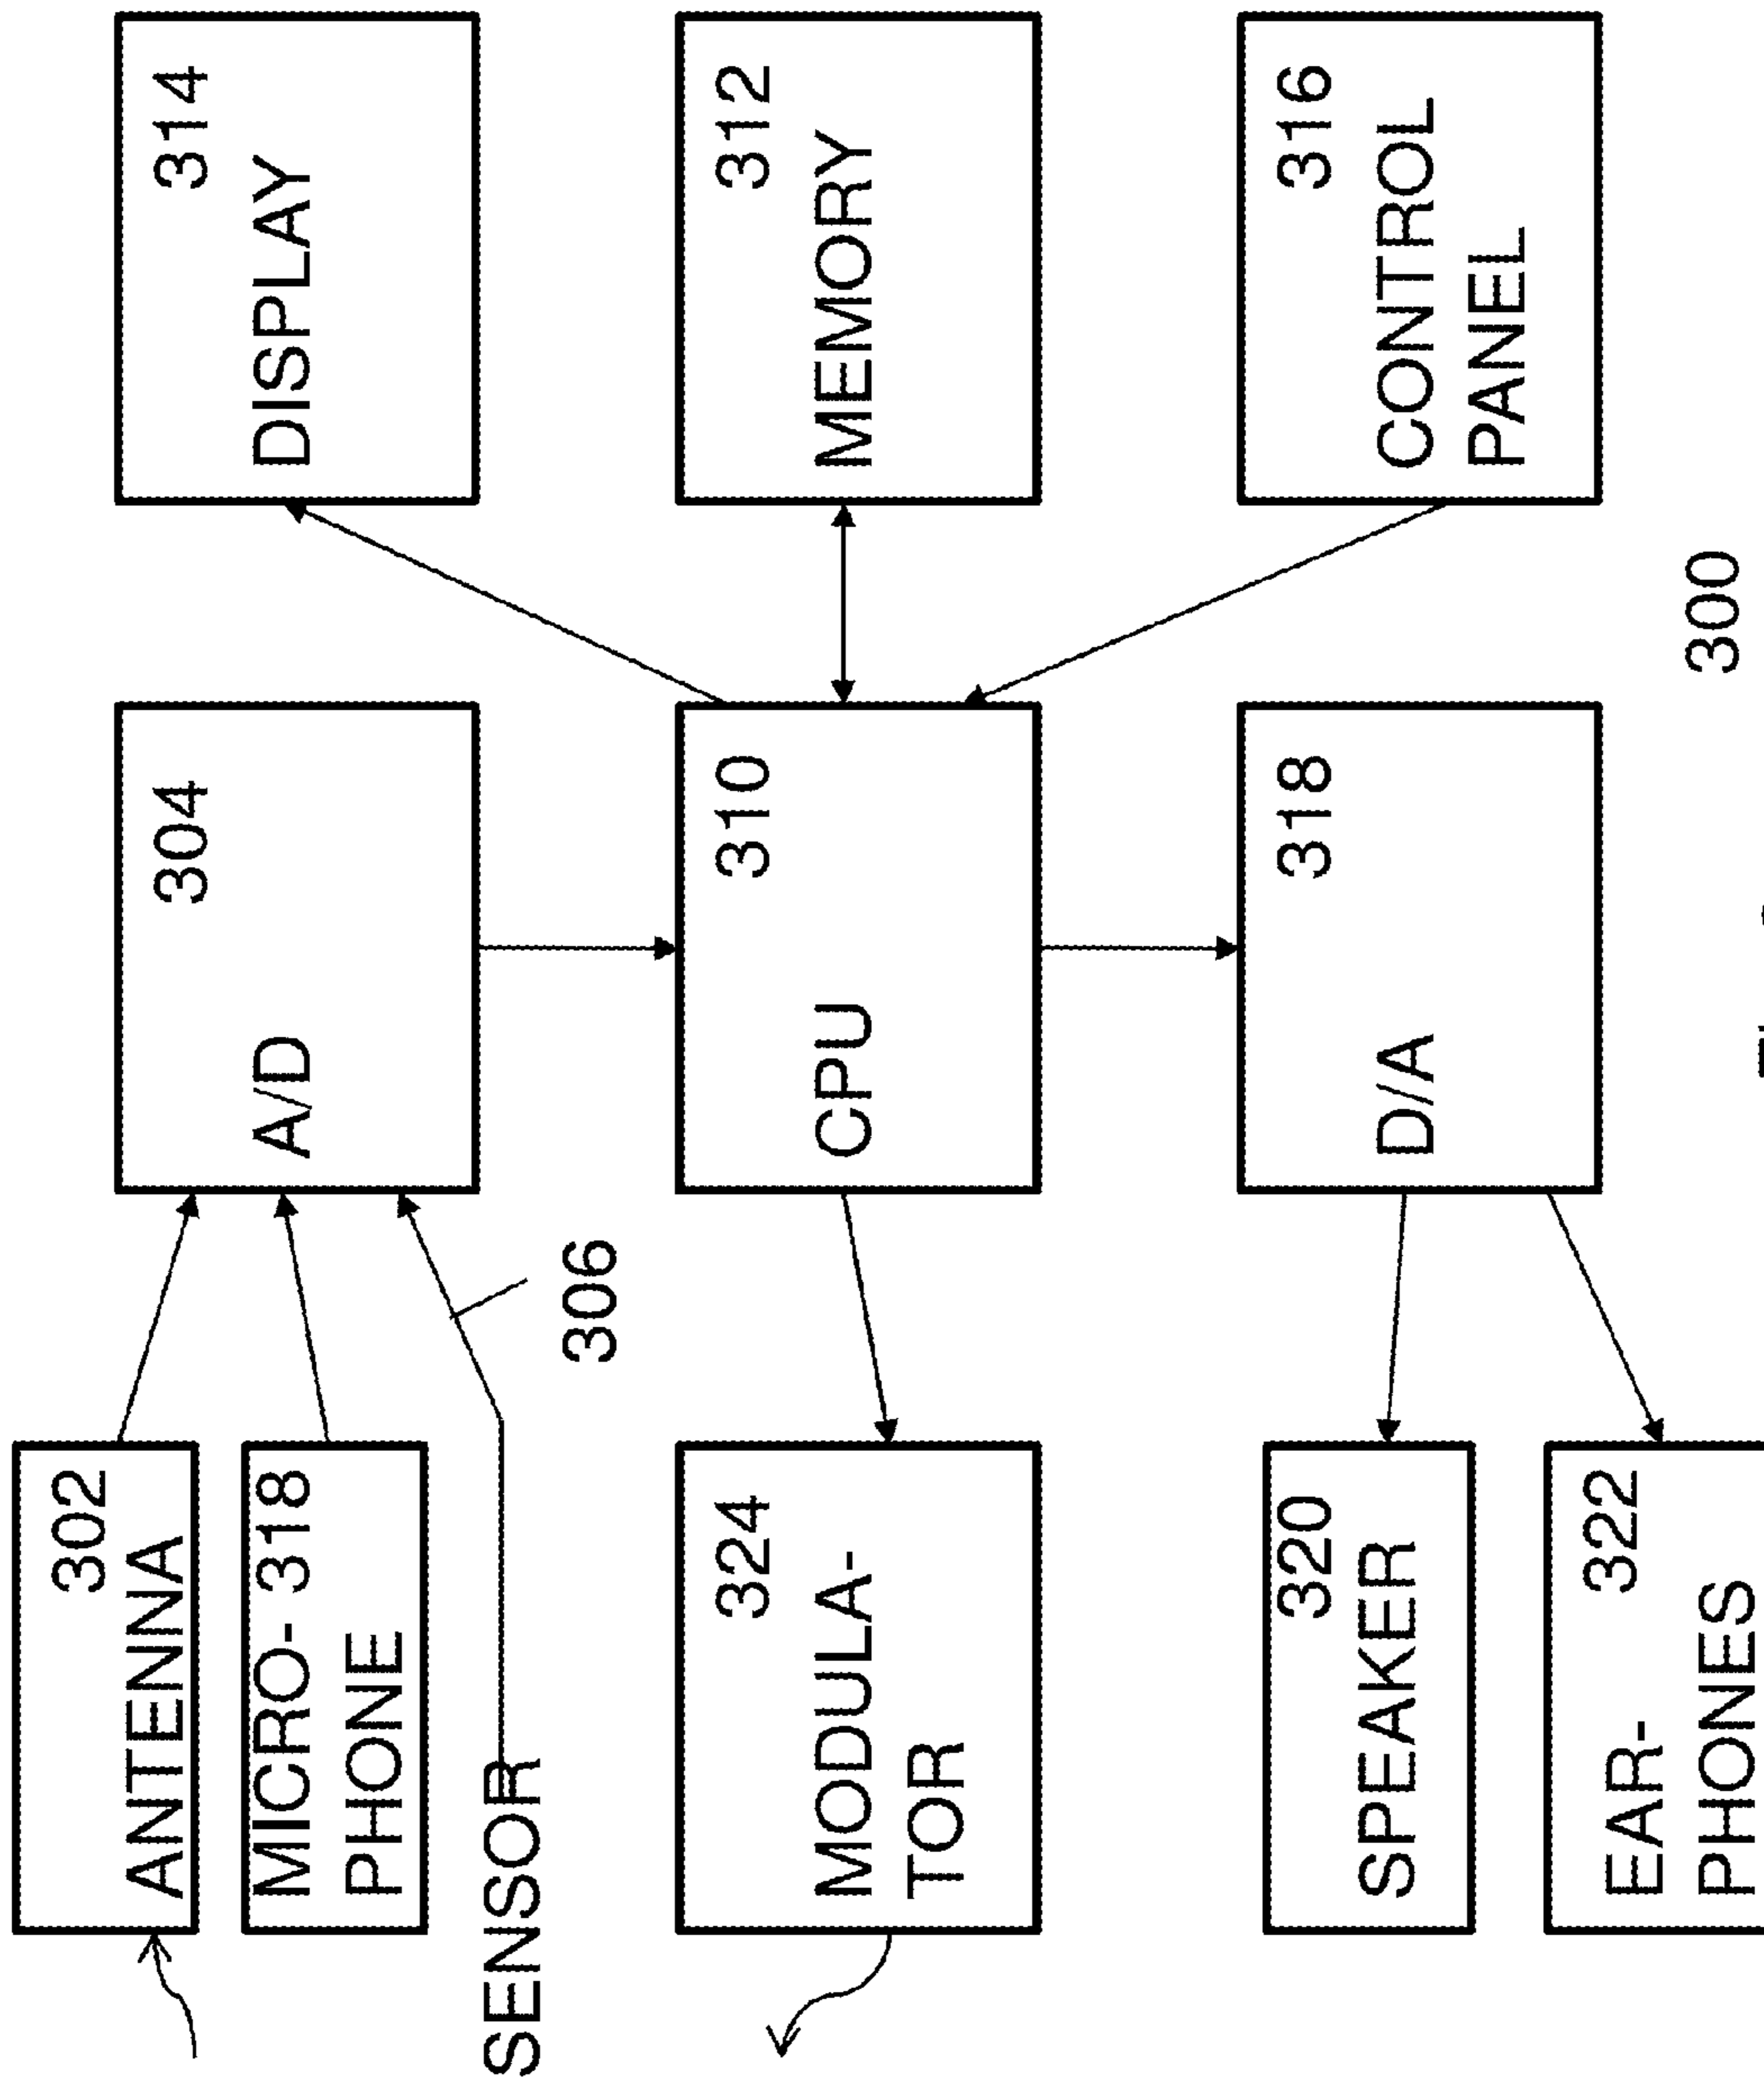 302
ANTENNA
MICRO- 318
PHONE
SENSOR
306
304
A/D
314
DISPLAY
324
MODULA-
TOR
310
CPU
312
MEMORY
320
SPEAKER
322
EAR-
PHONES
318
D/A
316
CONTROL
PANEL
300